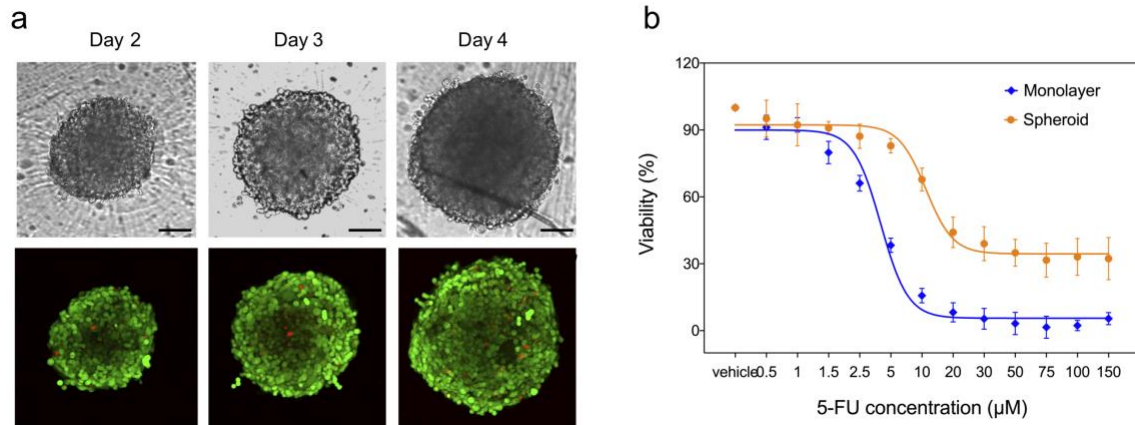 a
Day 2
Day 3
Day 4
b
120
90
60
30
0
Viability (%)
Monolayer
Spheroid
vehicle 0.5 1 1.5 2.5 5 10 20 30 50 75 100 150
5-FU concentration (µM)